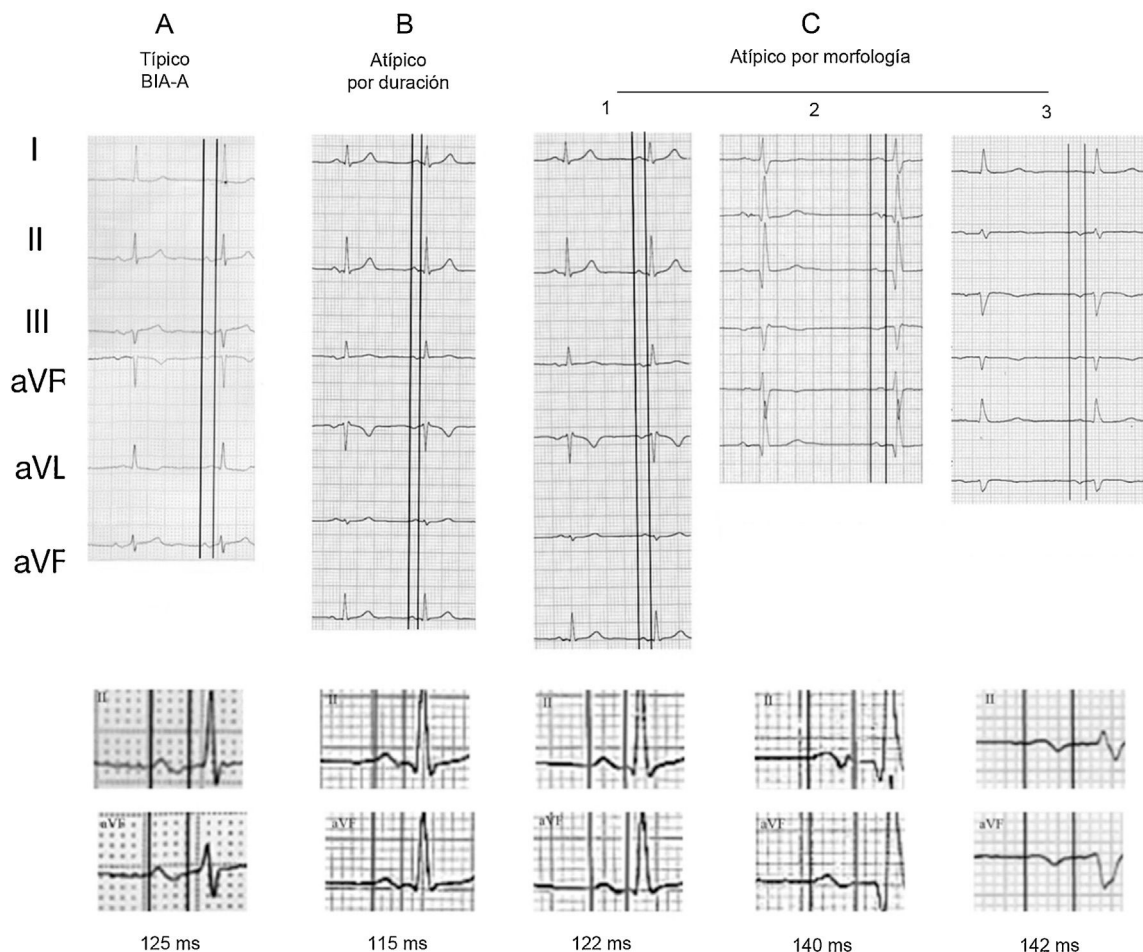 A
B
C
Típico
BIA-A
Atípico
por duración
Atípico por morfología
1
2
3
I
II
III
aVR
aVL
aVF
II
II
II
II
II
aVF
aVF
aVF
aVF
aVF
125 ms
115 ms
122 ms
140 ms
142 ms